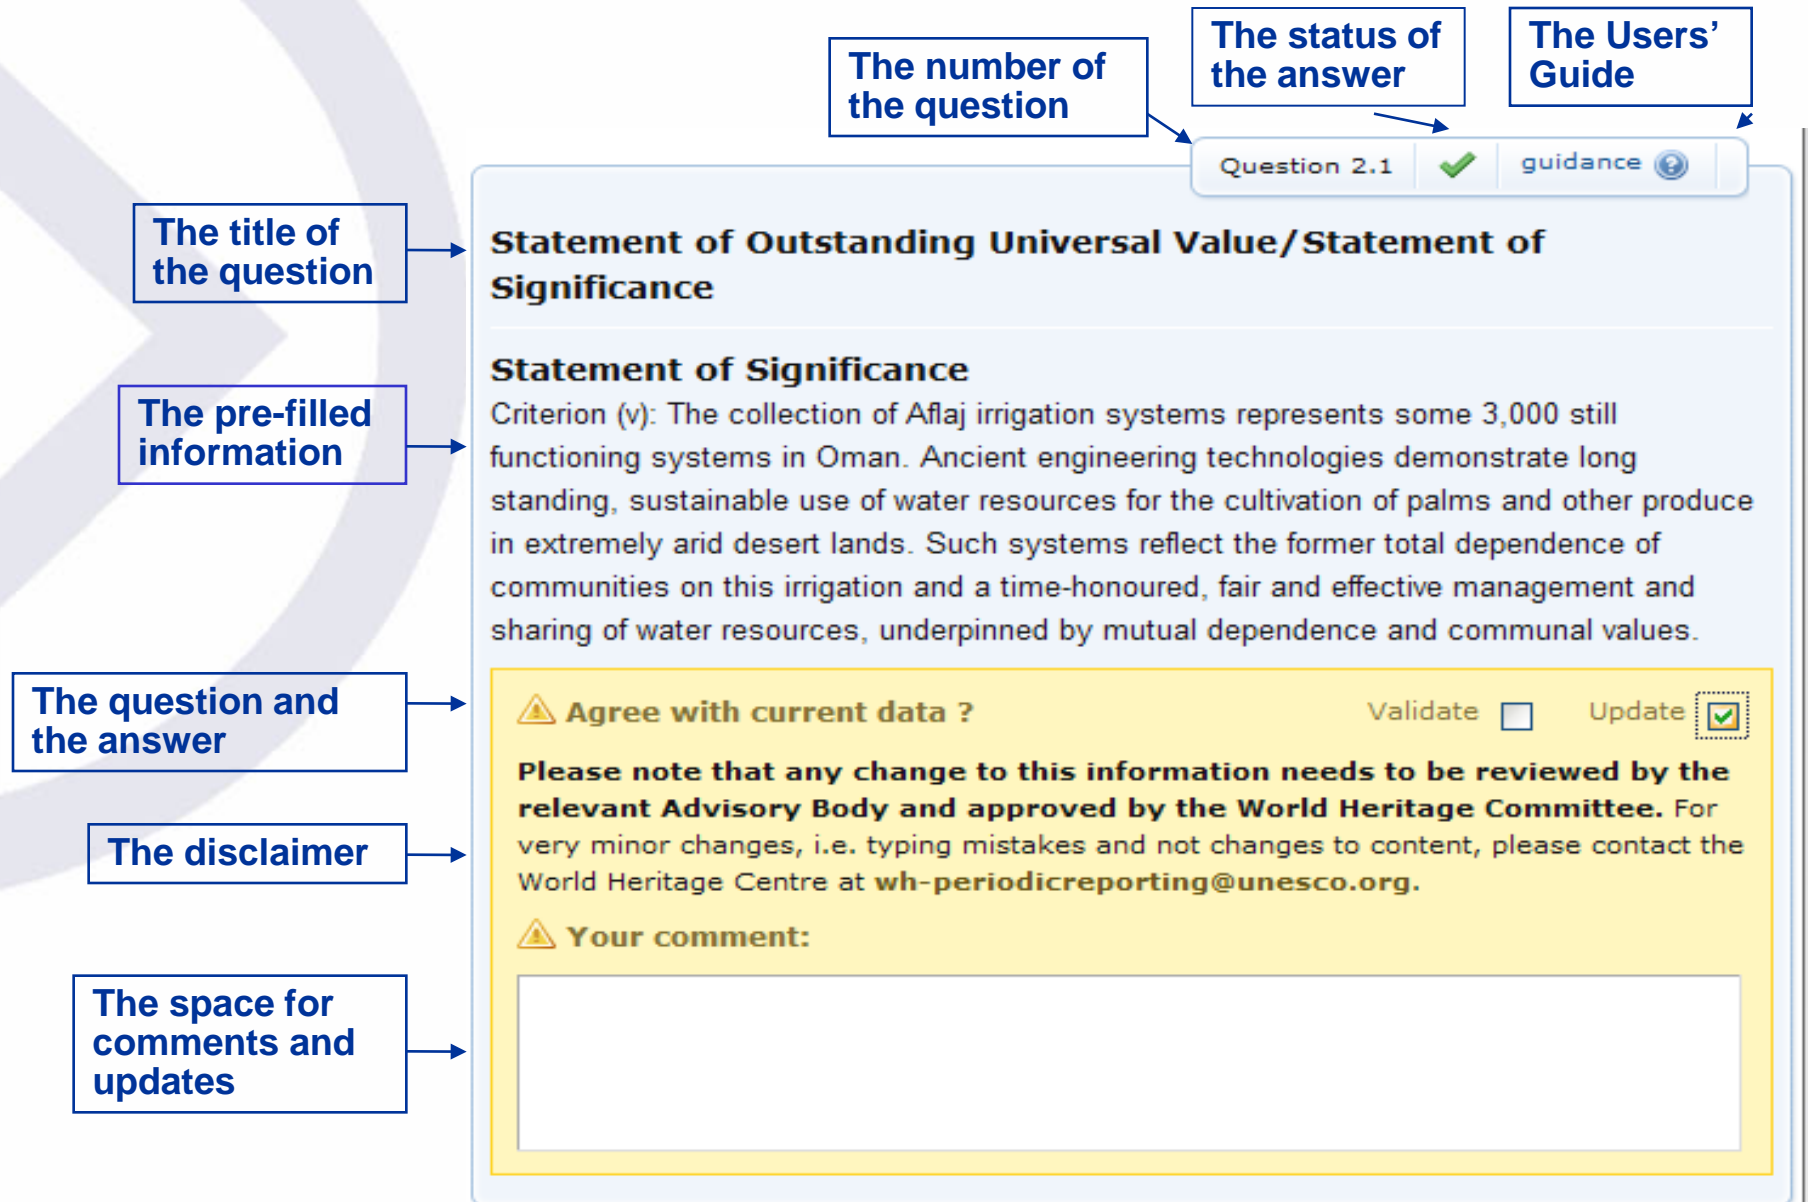 The number of
the question
The status of
the answer
The Users’
Guide
Question 2.1
guidance
The title of
the question
Statement of Outstanding Universal Value/Statement of
Significance
The pre-filled
information
Statement of Significance
Criterion (v): The collection of Aflaj irrigation systems represents some 3,000 still
functioning systems in Oman. Ancient engineering technologies demonstrate long
standing, sustainable use of water resources for the cultivation of palms and other produce
in extremely arid desert lands. Such systems reflect the former total dependence of
communities on this irrigation and a time-honoured, fair and effective management and
sharing of water resources, underpinned by mutual dependence and communal values.
The question and
the answer
Agree with current data ?
Validate
Update
Please note that any change to this information needs to be reviewed by the
relevant Advisory Body and approved by the World Heritage Committee. For
very minor changes, i.e. typing mistakes and not changes to content, please contact the
World Heritage Centre at wh-periodicreporting@unesco.org.
The disclaimer
Your comment:
The space for
comments and
updates